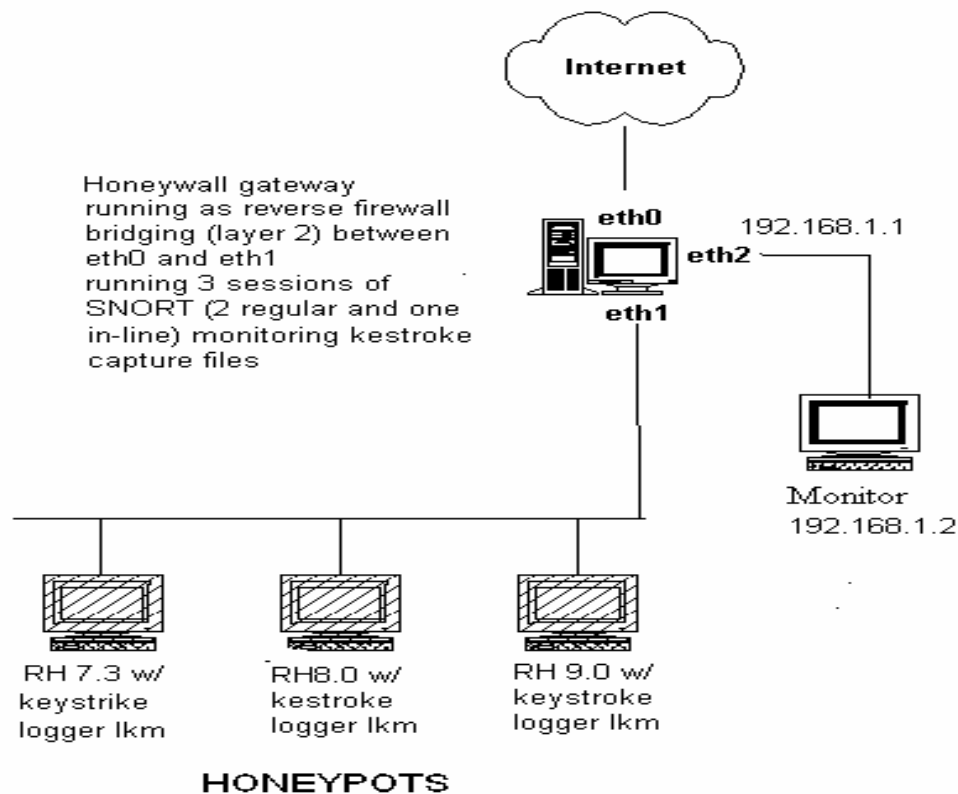 Internet
Honeywall gateway
running as reverse firewall
bridging (layer 2) between
eth0 and eth1
running 3 sessions of
SNORT (2 regular and one
in-line) monitoring kestroke
capture files
eth0
192.168.1.1
eth2
eth1
Monitor
192.168.1.2
RH 7.3 w/
keystrike
logger lkm
RH8.0 w/
kestroke
logger lkm
RH 9.0 w/
keystroke
logger lkm
HONEYPOTS